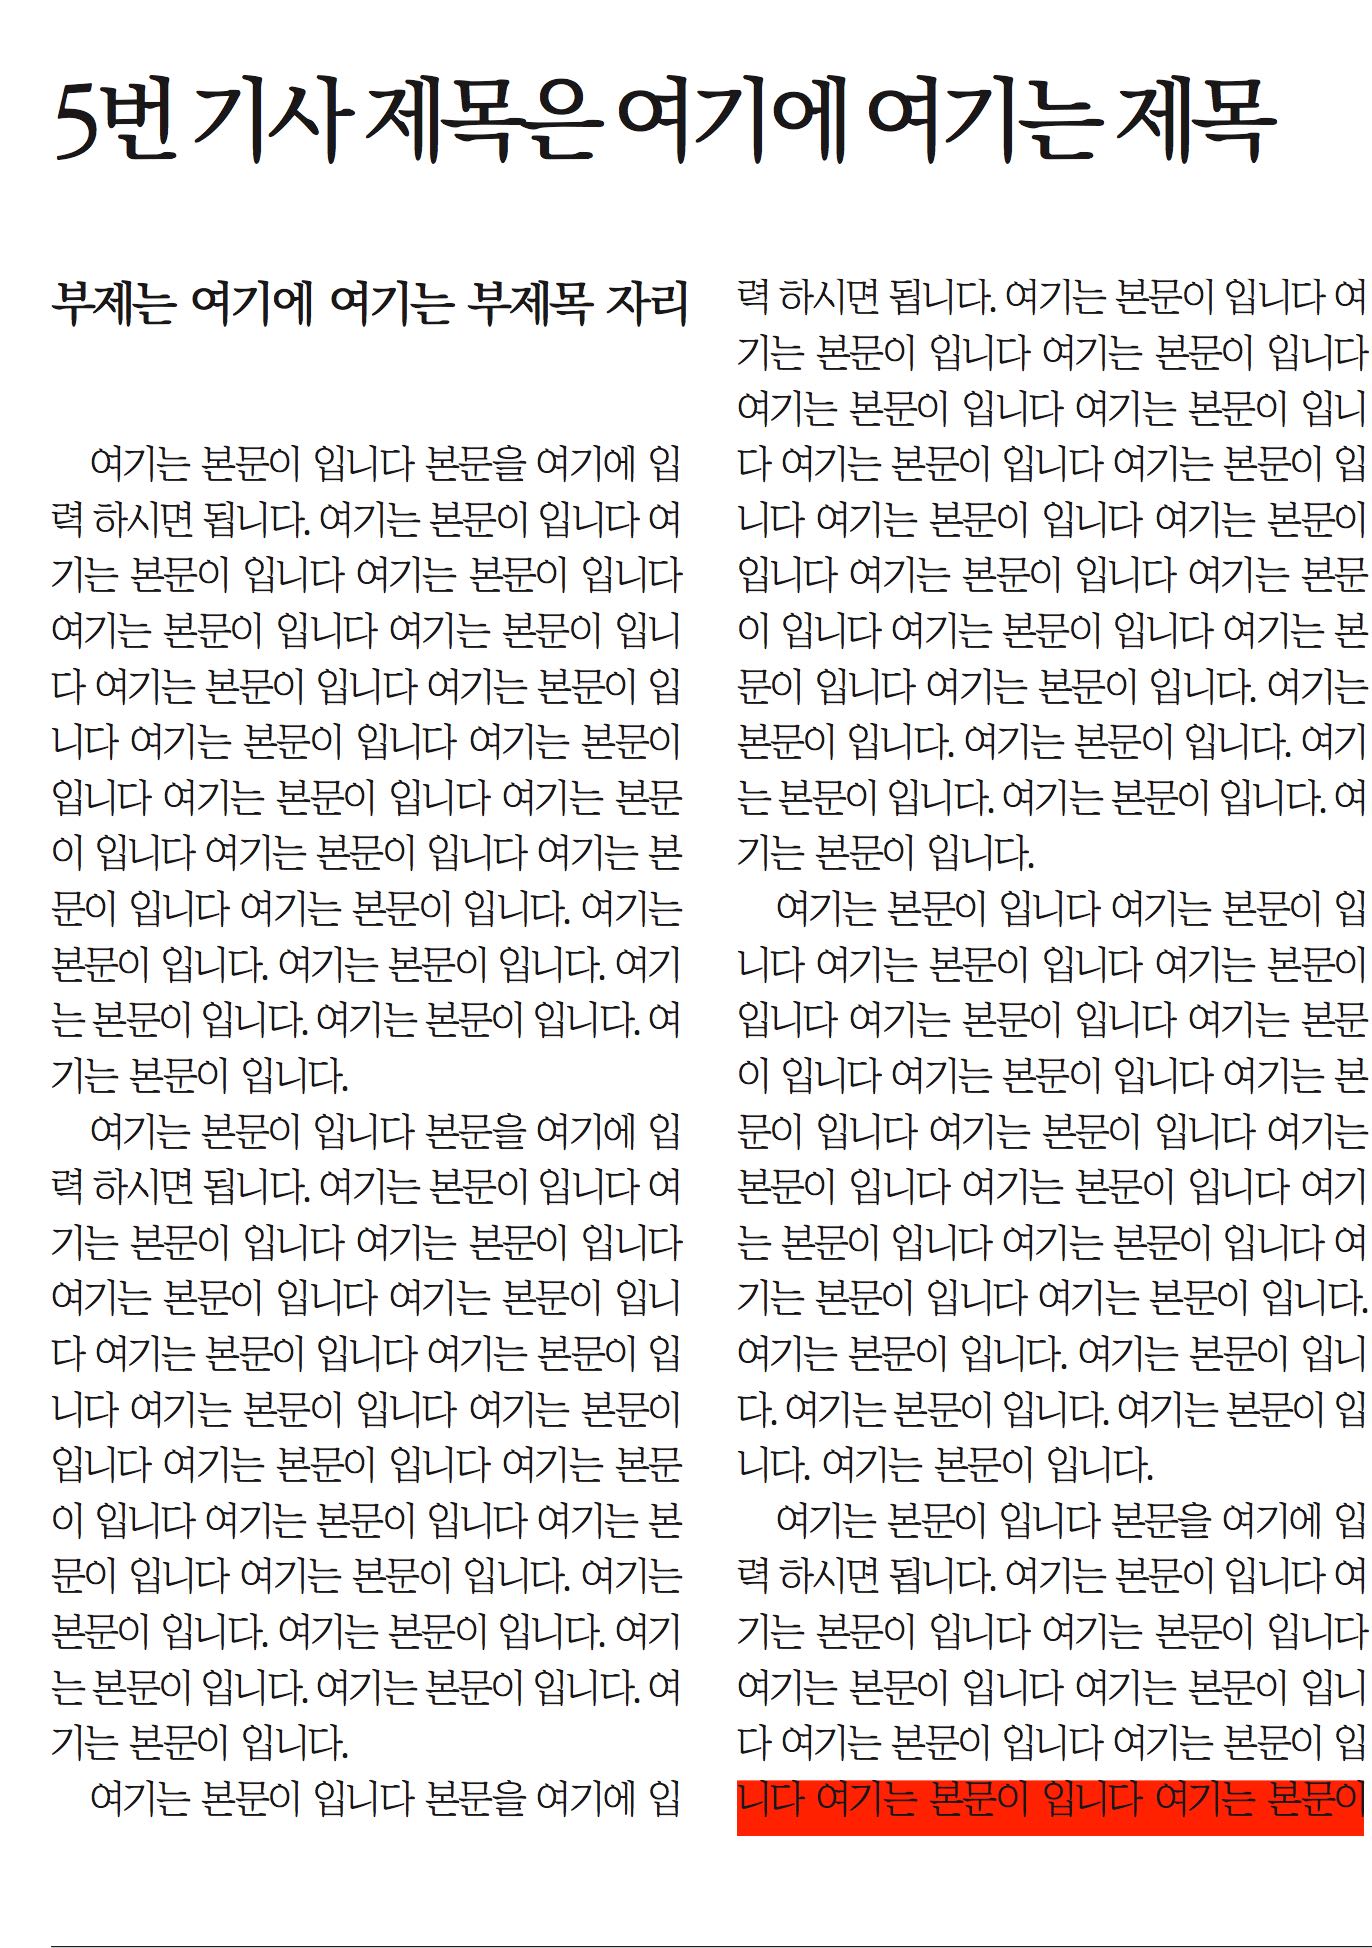 5번 기사 제목은 여기에 여기는 제목
부제는 여기에 여기는 부제목 자리
여기는 본문이 입니다 본문을 여기에 입
력 하시면 됩니다. 여기는 본문이 입니다 여
기는 본문이 입니다 여기는 본문이 입니다
여기는 본문이 입니다 여기는 본문이 입니
다 여기는 본문이 입니다 여기는 본문이 입
니다 여기는 본문이 입니다 여기는 본문이
입니다 여기는 본문이 입니다 여기는 본문
이 입니다 여기는 본문이 입니다 여기는 본
문이 입니다 여기는 본문이 입니다. 여기는
본문이 입니다. 여기는 본문이 입니다. 여기
는 본문이 입니다. 여기는 본문이 입니다. 여
기는 본문이 입니다.
여기는 본문이 입니다 본문을 여기에 입
력 하시면 됩니다. 여기는 본문이 입니다 여
기는 본문이 입니다 여기는 본문이 입니다
여기는 본문이 입니다 여기는 본문이 입니
다 여기는 본문이 입니다 여기는 본문이 입
니다 여기는 본문이 입니다 여기는 본문이
입니다 여기는 본문이 입니다 여기는 본문
이 입니다 여기는 본문이 입니다 여기는 본
문이 입니다 여기는 본문이 입니다. 여기는
본문이 입니다. 여기는 본문이 입니다. 여기
는 본문이 입니다. 여기는 본문이 입니다. 여
기는 본문이 입니다.
여기는 본문이 입니다 본문을 여기에 입
력 하시면 됩니다. 여기는 본문이 입니다 여
기는 본문이 입니다 여기는 본문이 입니다
여기는 본문이 입니다 여기는 본문이 입니
다 여기는 본문이 입니다 여기는 본문이 입
니다 여기는 본문이 입니다 여기는 본문이
입니다 여기는 본문이 입니다 여기는 본문
이 입니다 여기는 본문이 입니다 여기는 본
문이 입니다 여기는 본문이 입니다. 여기는
본문이 입니다. 여기는 본문이 입니다. 여기
는 본문이 입니다. 여기는 본문이 입니다. 여
기는 본문이 입니다.
여기는 본문이 입니다 여기는 본문이 입
니다 여기는 본문이 입니다 여기는 본문이
입니다 여기는 본문이 입니다 여기는 본문
이 입니다 여기는 본문이 입니다 여기는 본
문이 입니다 여기는 본문이 입니다 여기는
본문이 입니다 여기는 본문이 입니다 여기
는 본문이 입니다 여기는 본문이 입니다 여
기는 본문이 입니다 여기는 본문이 입니다.
여기는 본문이 입니다. 여기는 본문이 입니
다. 여기는 본문이 입니다. 여기는 본문이 입
니다. 여기는 본문이 입니다.
여기는 본문이 입니다 본문을 여기에 입
력 하시면 됩니다. 여기는 본문이 입니다 여
기는 본문이 입니다 여기는 본문이 입니다
여기는 본문이 입니다 여기는 본문이 입니
다 여기는 본문이 입니다 여기는 본문이 입
니다 여기는 본문이 입니다 여기는 본문이